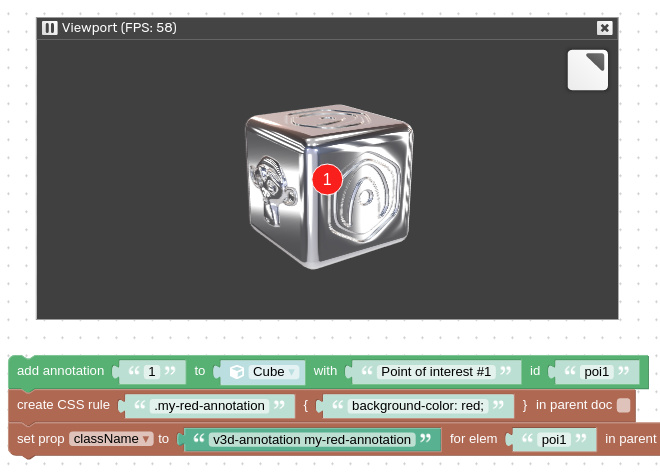 Viewport (FPS: 58)
1
add annotation “ 1 ” to Cube with “ Point of interest #1 ” id “ poi1 ”
create CSS rule “ .my-red-annotation ” { “ background-color: red; ” } in parent doc
set prop className to “ v3d-annotation my-red-annotation ” for elem “ poi1 ” in parent